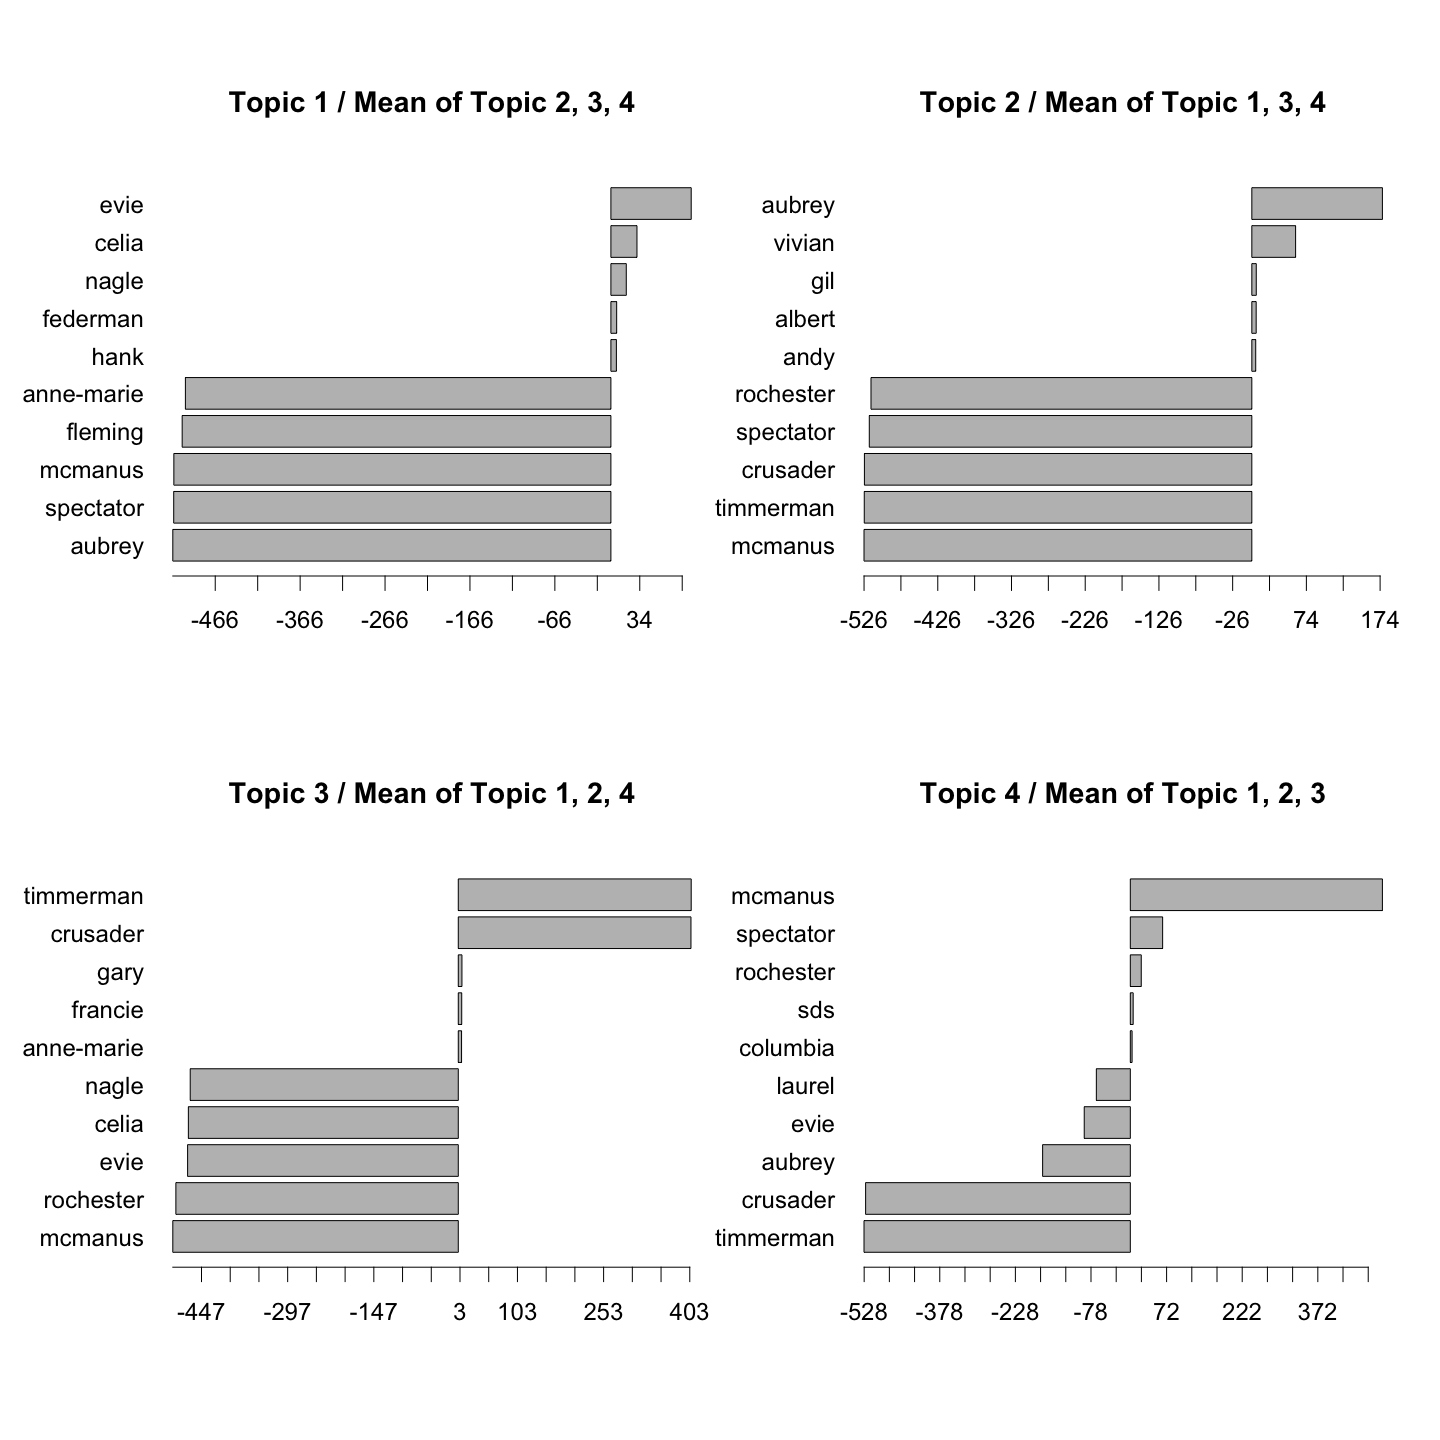 Topic 1 / Mean of Topic 2, 3, 4
evie
celia
nagle
federman
hank
anne-marie
fleming
mcmanus
spectator
aubrey
-466 -366 -266 -166 -66 34
Topic 2 / Mean of Topic 1, 3, 4
aubrey
vivian
gil
albert
andy
rochester
spectator
crusader
timmerman
mcmanus
-526 -426 -326 -226 -126 -26 74 174
Topic 3 / Mean of Topic 1, 2, 4
timmerman
crusader
gary
francie
anne-marie
nagle
celia
evie
rochester
mcmanus
-447 -297 -147 3 103 253 403
Topic 4 / Mean of Topic 1, 2, 3
mcmanus
spectator
rochester
sds
columbia
laurel
evie
aubrey
crusader
timmerman
-528 -378 -228 -78 72 222 372